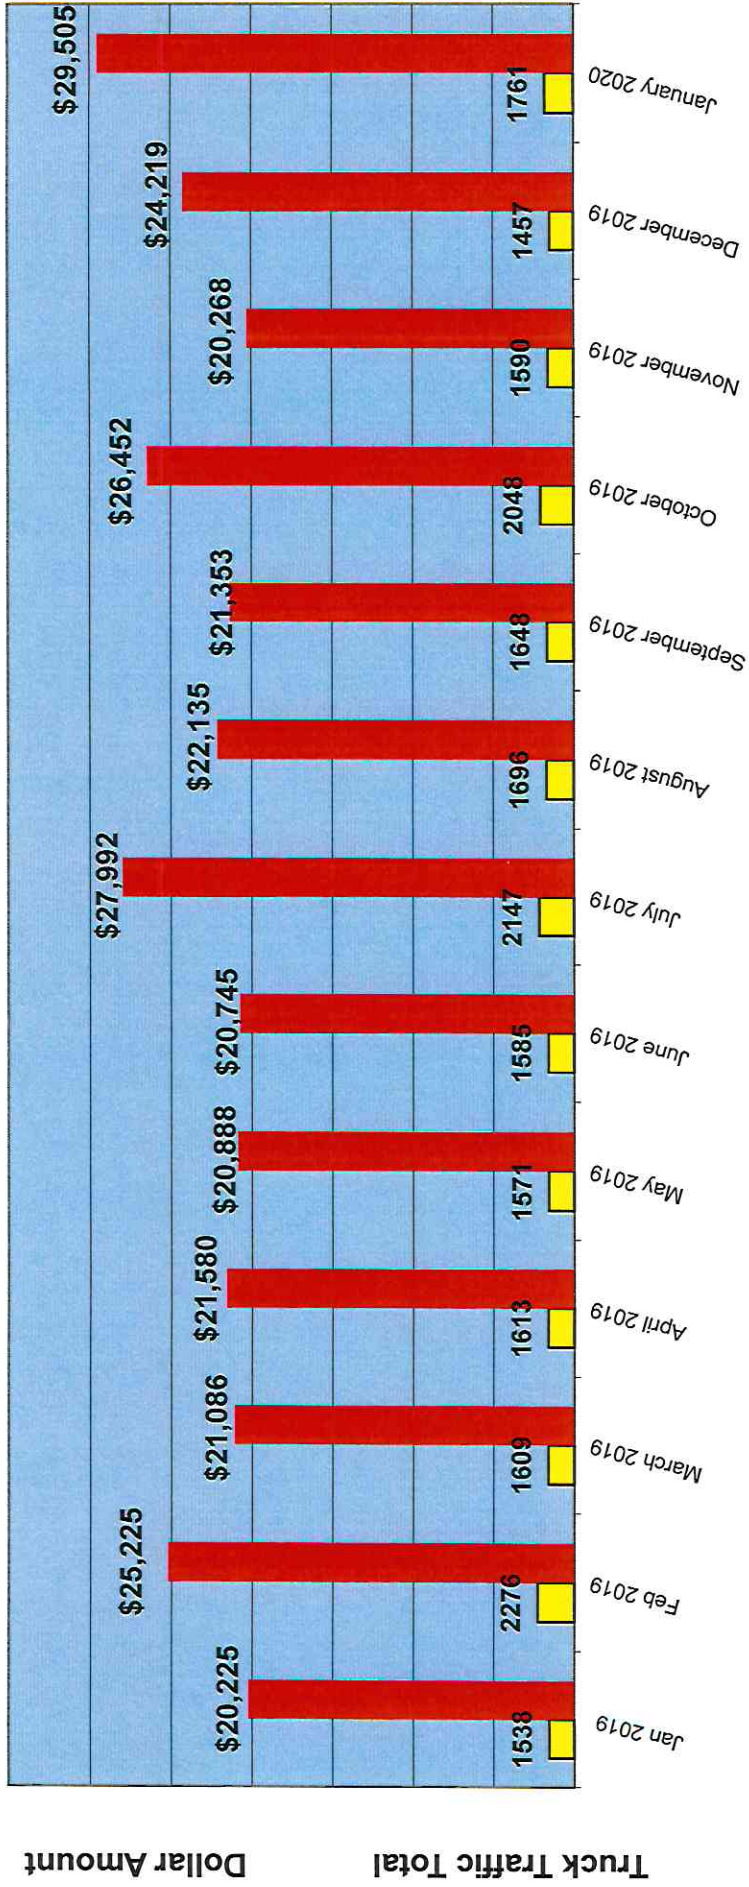 Truck Traffic Total
Dollar Amount
$20,225
1538
Jan 2019
$25,225
2276
Feb 2019
$21,086
1609
March 2019
$21,580
1613
April 2019
$20,888
1571
May 2019
$20,745
1585
June 2019
$27,992
2147
July 2019
$22,135
1696
August 2019
$21,353
1648
September 2019
$26,452
2048
October 2019
$20,268
1590
November 2019
$24,219
1457
December 2019
$29,505
1761
January 2020